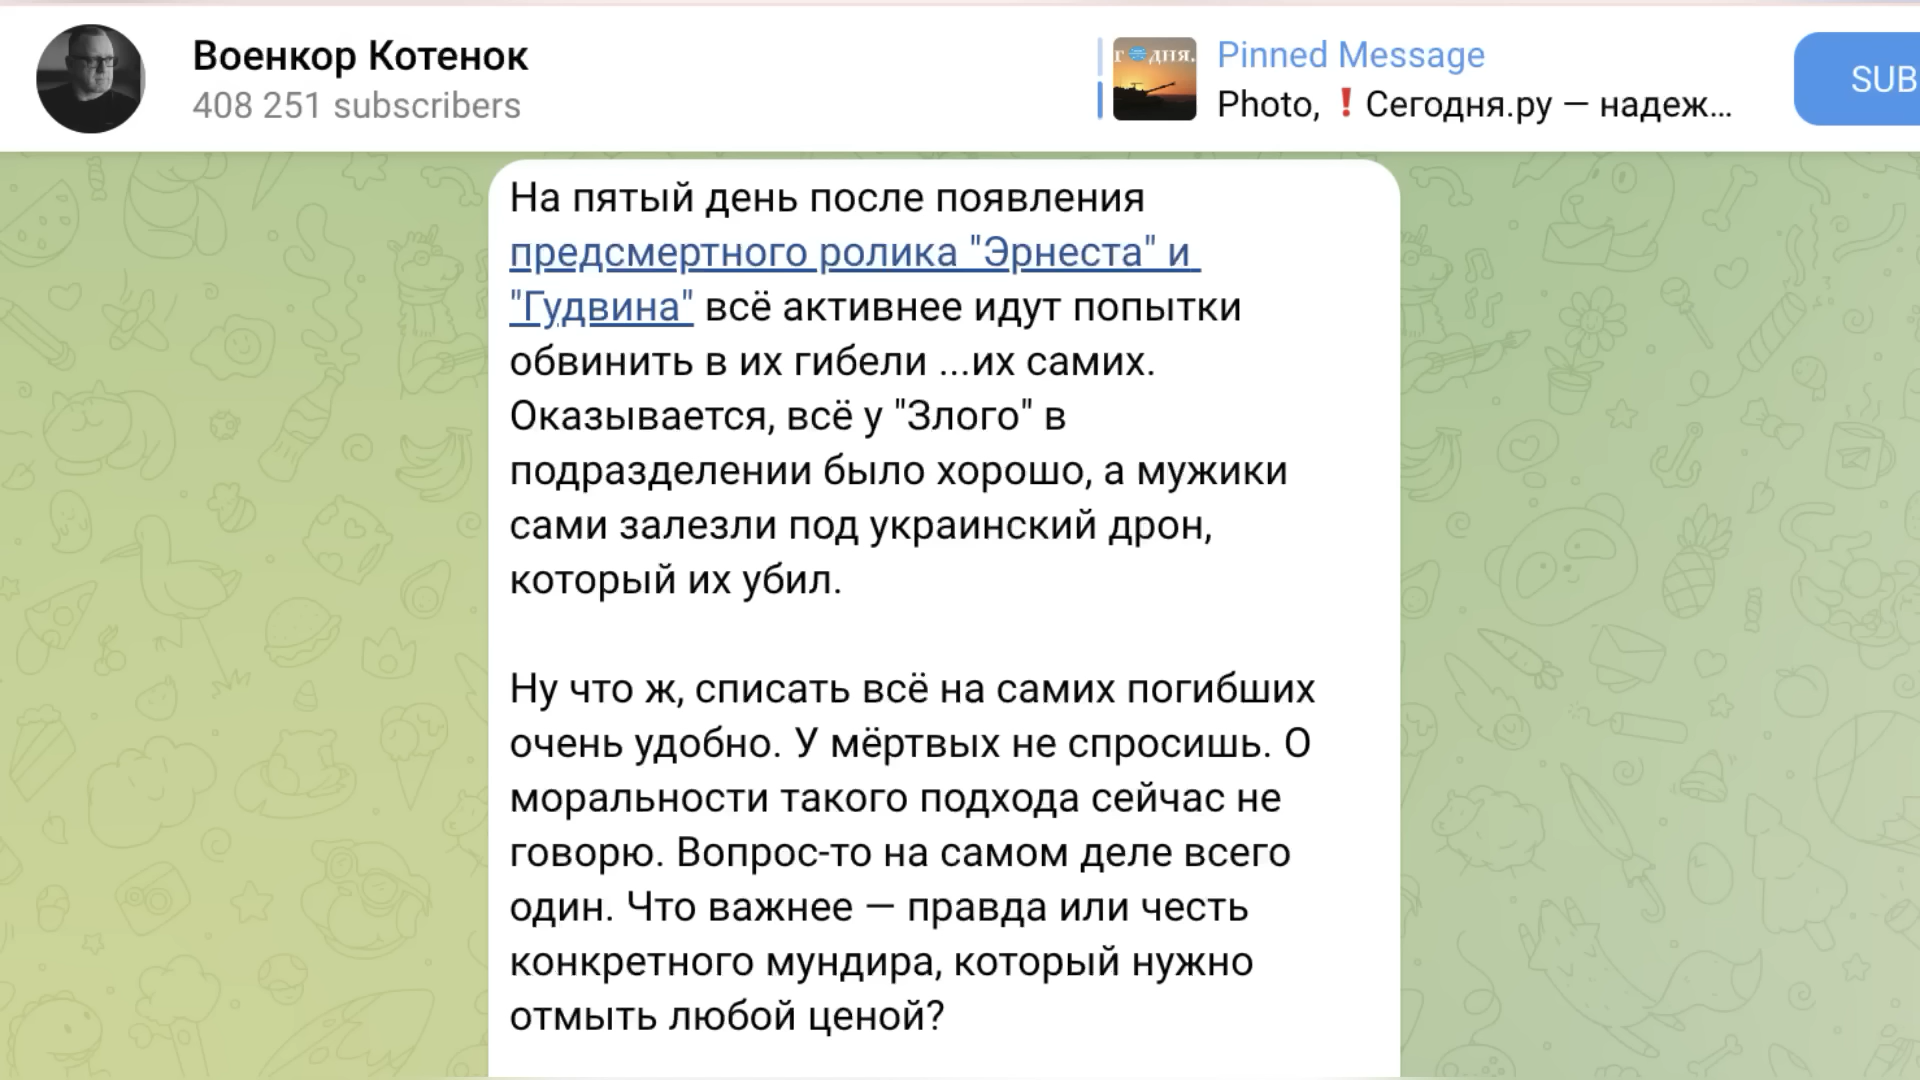 Военкор Котенок
408 251 subscribers
г дня.
Pinned Message
Photo, ❗ Сегодня.ру — надеж...
SUB
На пятый день после появления
предсмертного ролика "Эрнеста" и
"Гудвина" всё активнее идут попытки
обвинить в их гибели ...их самих.
Оказывается, всё у "Злого" в
подразделении было хорошо, а мужики
сами залезли под украинский дрон,
который их убил.
Ну что ж, списать всё на самих погибших
очень удобно. У мёртвых не спросишь. О
моральности такого подхода сейчас не
говорю. Вопрос-то на самом деле всего
один. Что важнее — правда или честь
конкретного мундира, который нужно
отмыть любой ценой?